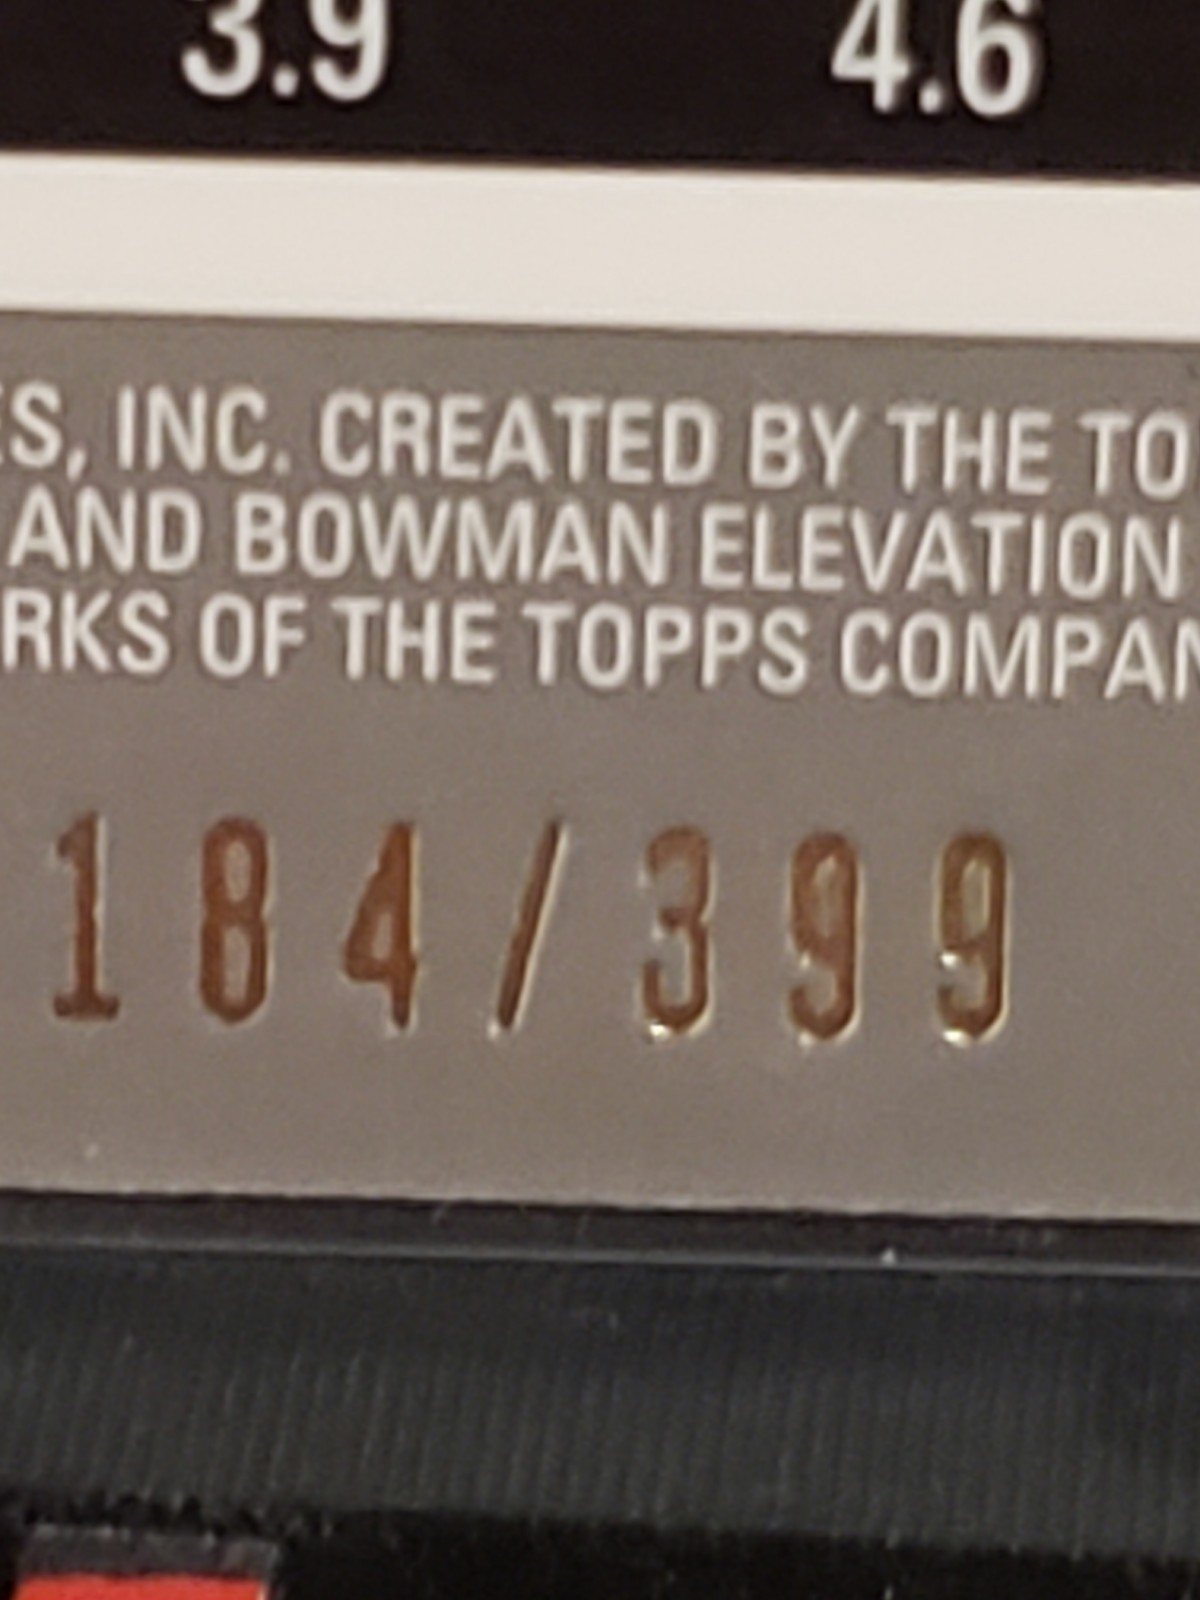 3.9 4.6
ES, INC. CREATED BY THE TO
AND BOWMAN ELEVATION
RKS OF THE TOPPS COMPAN
184/399